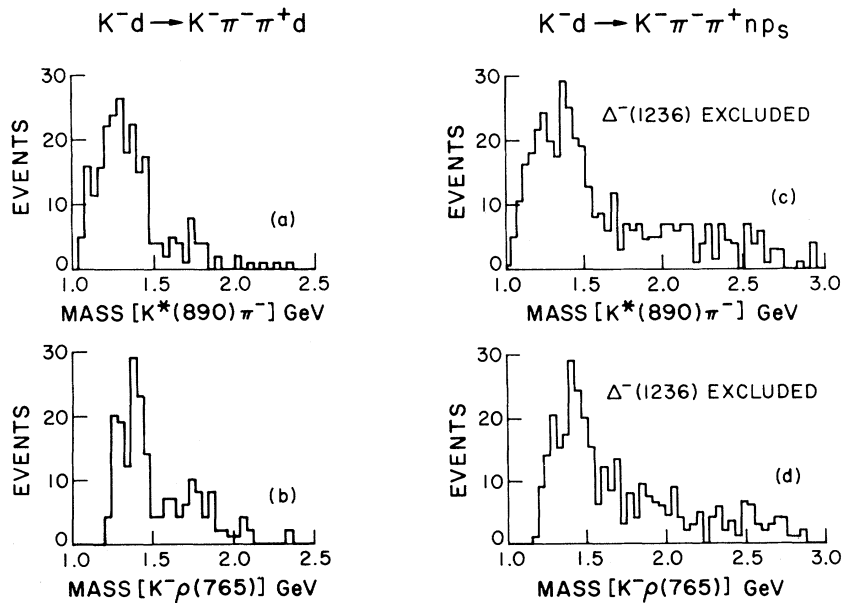 K⁻d → K⁻π⁻π⁺d
EVENTS
30
20
10
0
(a)
1.0 1.5 2.0 2.5
MASS [K*(890)π⁻] GeV
EVENTS
30
20
10
0
(b)
1.0 1.5 2.0 2.5
MASS [K⁻ρ(765)] GeV
K⁻d → K⁻π⁻π⁺npₛ
EVENTS
30
20
10
0
Δ⁻(1236) EXCLUDED
(c)
1.0 1.5 2.0 2.5 3.0
MASS [K*(890)π⁻] GeV
EVENTS
30
20
10
0
Δ⁻(1236) EXCLUDED
(d)
1.0 1.5 2.0 2.5 3.0
MASS [K⁻ρ(765)] GeV